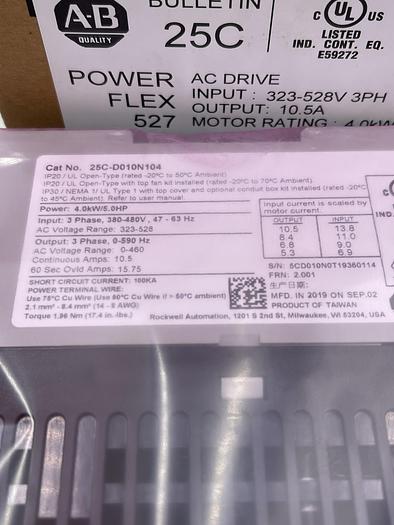 BULLETIN
25C
A-B
QUALITY
C UL US
LISTED
IND. CONT. EQ.
E59272
POWER
FLEX
527
AC DRIVE
INPUT : 323-528V 3PH
OUTPUT: 10.5A
MOTOR RATING: 4.0kW
Cat No. 25C-D010N104
IP20 / UL Open-Type (rated -20°C to 50°C Ambient)
IP20 / UL Open-Type with top fan kit installed (rated -20°C to 70°C Ambient)
IP30 / NEMA 1/ UL Type 1 with top cover and optional conduit box kit installed (rated -20°C
to 45°C Ambient). Refer to user manual.
Power: 4.0kW/5.0HP
Input: 3 Phase, 380-480V, 47 - 63 Hz
AC Voltage Range: 323-528
Output: 3 Phase, 0-590 Hz
AC Voltage Range: 0-460
Continuous Amps: 10.5
60 Sec Ovld Amps: 15.75
SHORT CIRCUIT CURRENT: 100KA
POWER TERMINAL WIRE:
Use 75°C Cu Wire (Use 90°C Cu Wire if > 50°C ambient)
2.1 mm² - 8.4 mm² (14 - 8 AWG)
Torque 1.96 Nm (17.4 in.-lbs.)
Input current is scaled by
motor current.
OUTPUT INPUT
10.5 13.8
8.4 11.0
6.8 9.0
5.3 6.9
S/N: 5CD010N0T19360114
FRN: 2.001
生产日期:
MFD. IN 2019 ON SEP.02
PRODUCT OF TAIWAN
Rockwell Automation, 1201 S 2nd St, Milwaukee, WI 53204, USA